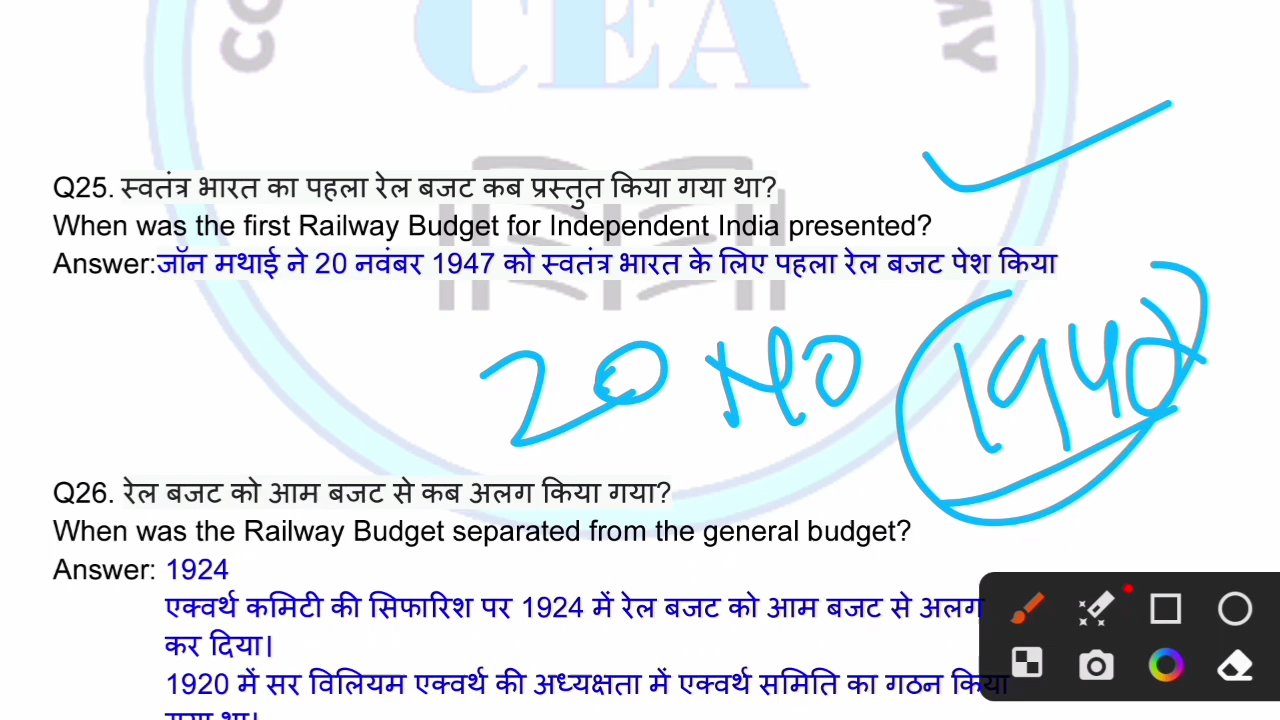 CEA
Q25. स्वतंत्र भारत का पहला रेल बजट कब प्रस्तुत किया गया था?
When was the first Railway Budget for Independent India presented?
Answer:जॉन मथाई ने 20 नवंबर 1947 को स्वतंत्र भारत के लिए पहला रेल बजट पेश किया
20
Q26. रेल बजट को आम बजट से कब अलग किया गया?
When was the Railway Budget separated from the general budget?
Answer: 1924
एक्वर्थ कमिटी की सिफारिश पर 1924 में रेल बजट को आम बजट से अलग
कर दिया।
1920 में सर विलियम एक्वर्थ की अध्यक्षता में एक्वर्थ समिति का गठन किया